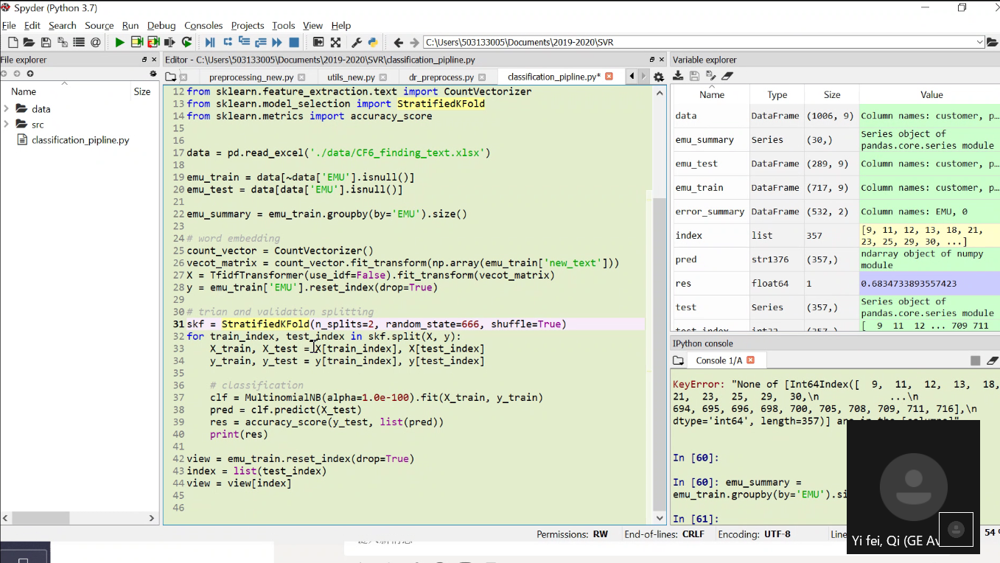 Spyder (Python 3.7)
File Edit Search Source Run Debug Consoles Projects Tools View Help
C:\Users\503133005\Documents\2019-2020\SVR
File explorer
Name Size
data
src
classification_pipline.py
Editor - C:\Users\503133005\Documents\2019-2020\SVR\classification_pipline.py
preprocessing_new.py utils_new.py dr_preprocess.py classification_pipline.py*
12 from sklearn.feature_extraction.text import CountVectorizer
13 from sklearn.model_selection import StratifiedKFold
14 from sklearn.metrics import accuracy_score
15
16
17 data = pd.read_excel('./data/CF6_finding_text.xlsx')
18
19 emu_train = data[~data['EMU'].isnull()]
20 emu_test = data[data['EMU'].isnull()]
21
22 emu_summary = emu_train.groupby(by='EMU').size()
23
24 # word embedding
25 count_vector = CountVectorizer()
26 vecot_matrix = count_vector.fit_transform(np.array(emu_train['new_text']))
27 X = TfidfTransformer(use_idf=False).fit_transform(vecot_matrix)
28 y = emu_train['EMU'].reset_index(drop=True)
29
30 # trian and validation splitting
31 skf = StratifiedKFold(n_splits=2, random_state=666, shuffle=True)
32 for train_index, test_index in skf.split(X, y):
33 X_train, X_test = X[train_index], X[test_index]
34 y_train, y_test = y[train_index], y[test_index]
35
36 # classification
37 clf = MultinomialNB(alpha=1.0e-100).fit(X_train, y_train)
38 pred = clf.predict(X_test)
39 res = accuracy_score(y_test, list(pred))
40 print(res)
41
42 view = emu_train.reset_index(drop=True)
43 index = list(test_index)
44 view = view[index]
45
46
Variable explorer
Name Type Size Value
data DataFrame (1006, 9) Column names: customer, p...
emu_summary Series (30,) Series object of
pandas.core.series module
emu_test DataFrame (289, 9) Column names: customer, p...
emu_train DataFrame (717, 9) Column names: customer, p...
error_summary DataFrame (532, 2) Column names: EMU, 0
index list 357 [9, 11, 12, 13, 18, 21,
23, 25, 29, 30, ...]
pred str1376 (357,) ndarray object of numpy
module
res float64 1 0.6834733893557423
test Series (357,) Series object of
pandas.core.series module
[ 9 11 12 ... 709 711
IPython console
Console 1/A
KeyError: "None of [Int64Index([ 9, 11, 12, 13, 18,
21, 23, 25, 29, 30,\n ...\n
694, 695, 696, 698, 700, 705, 708, 709, 711, 716],\n
dtype='int64', length=357)] are in the [columns]"
In [60]:
In [60]: emu_summary =
emu_train.groupby(by='EMU').si
In [61]:
Yi fei, Qi (GE Av
Permissions: RW End-of-lines: CRLF Encoding: UTF-8 Line 54 %